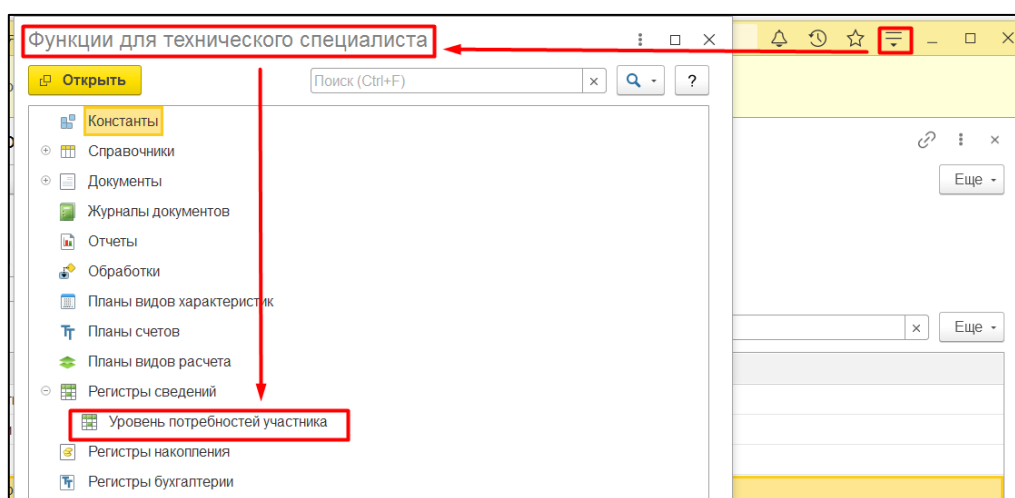 Функции для технического специалиста
Открыть
Поиск (Ctrl+F)
?
Константы
Справочники
Документы
Журналы документов
Отчеты
Обработки
Планы видов характеристик
Планы счетов
Планы видов расчета
Регистры сведений
Уровень потребностей участника
Регистры накопления
Регистры бухгалтерии
Еще
Еще